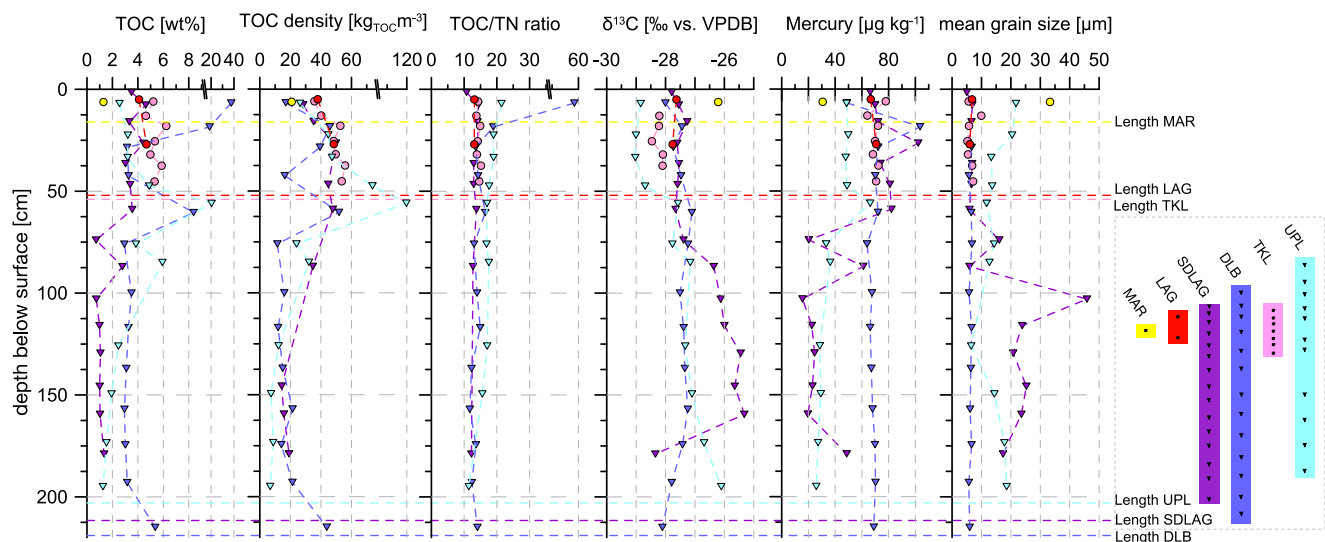 TOC [wt%] TOC density [kgTOCm-3] TOC/TN ratio δ13C [‰ vs. VPDB] Mercury [µg kg-1] mean grain size [µm]
0 2 4 6 8 20 40 0 20 40 60 120 0 10 20 30 40 60 -30 -28 -26 0 40 80 120 0 10 20 30 40 50
depth below surface [cm]
0
50
100
150
200
Length MAR
Length LAG
Length TKL
Length UPL
Length SDLAG
Length DLB
MAR LAG SDLAG DLB TKL UPL